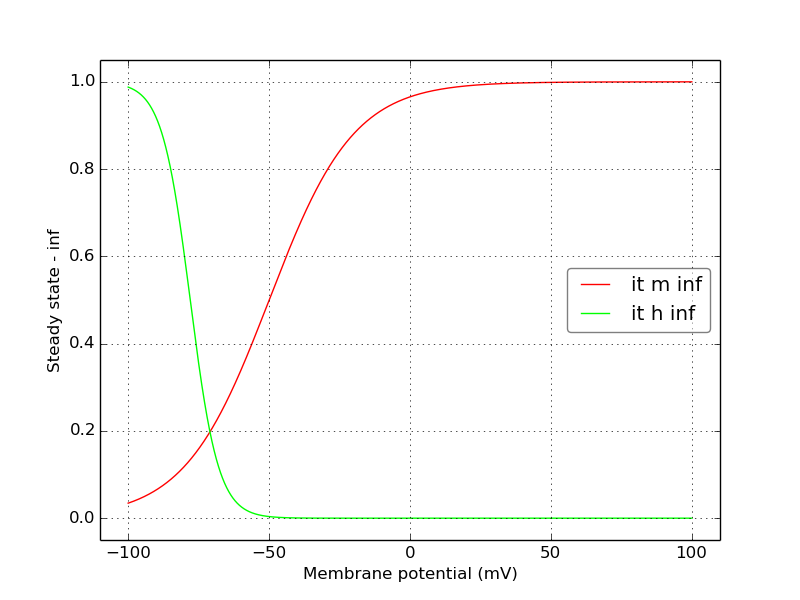 1.0
0.8
0.6
0.4
0.2
0.0
Steady state - inf
it m inf
it h inf
−100
−50
0
50
100
Membrane potential (mV)